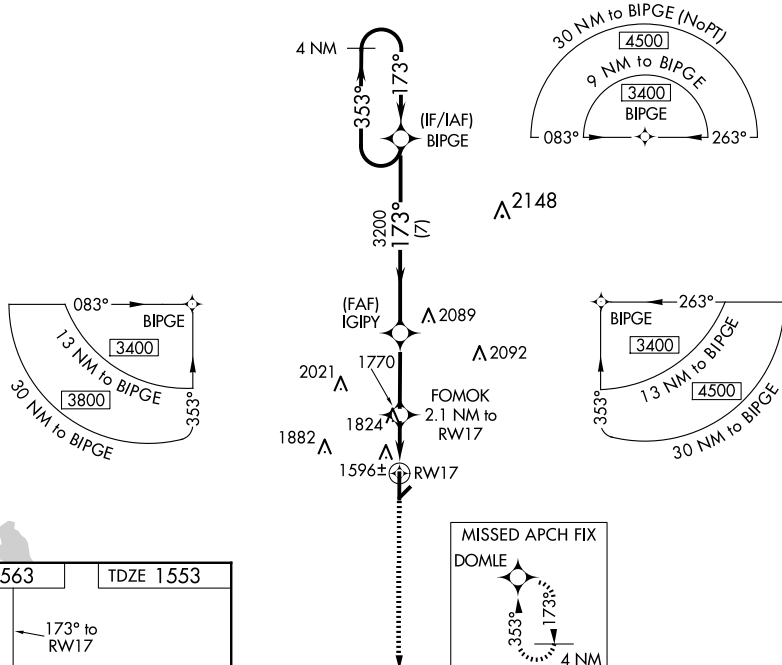 30 NM to BIPGE (NoPT)
4500
9 NM to BIPGE
3400
BIPGE
083°
263°
4 NM
353°
173°
(IF/IAF)
BIPGE
2148
3200
173°
(7)
083°
BIPGE
13 NM to BIPGE
3400
30 NM to BIPGE
3800
353°
(FAF)
IGIPY
2089
2092
2021
1770
FOMOK
2.1 NM to
RW17
1824
1882
1596±
RW17
263°
BIPGE
3400
13 NM to BIPGE
4500
353°
30 NM to BIPGE
MISSED APCH FIX
DOMLE
353°
173°
4 NM
563
TDZE 1553
173° to
RW17